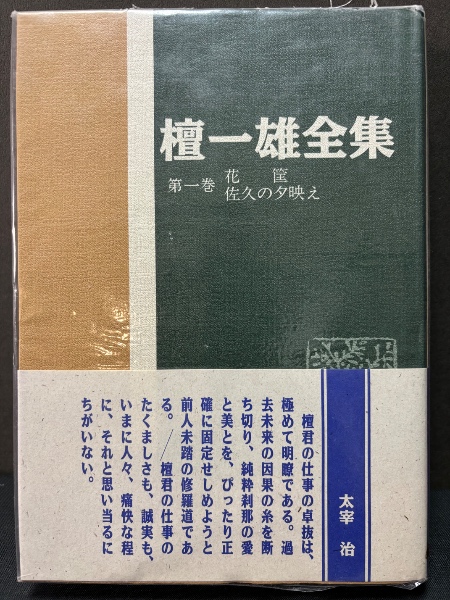 檀一雄全集
第一巻
花筐
佐久の夕映え
檀君の仕事の卓抜は、
極めて明瞭である。過
去未来の因果の糸を断
ち切り、純粋刹那の愛
と美とを、ぴったり正
確に固定せしめようと
前人未踏の修羅道であ
る。／檀君の仕事の
たくましさも、誠実も、
いまに人々、痛快な程
に、それと思い当るに
ちがいない。
太宰 治